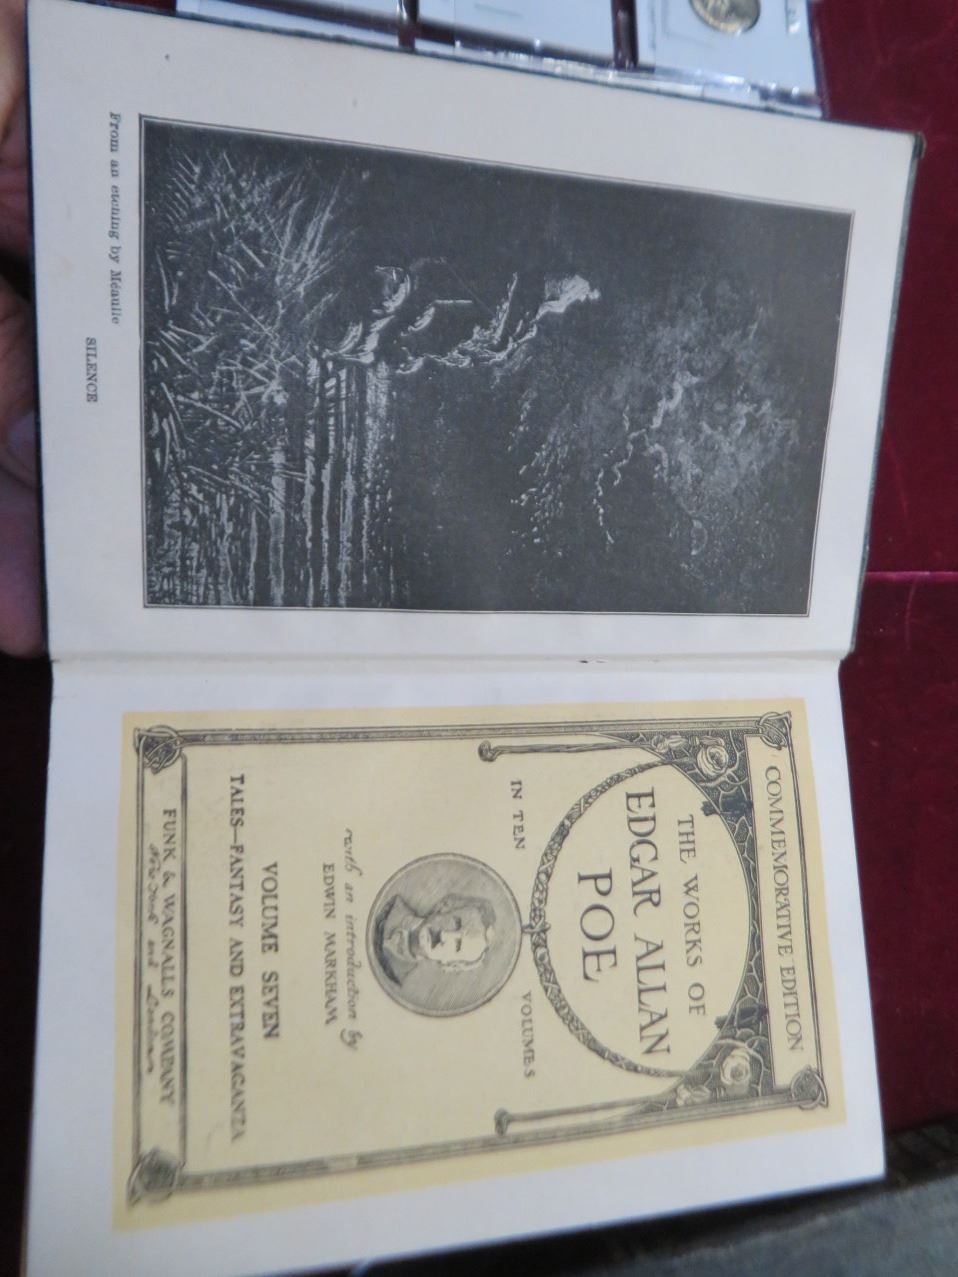 From an etching by Méaulle
SILENCE
COMMEMORATIVE EDITION
THE WORKS OF
EDGAR ALLAN
POE
IN TEN VOLUMES
with an introduction by
EDWIN MARKHAM
VOLUME SEVEN
TALES—FANTASY AND EXTRAVAGANZA
FUNK & WAGNALLS COMPANY
New York and London